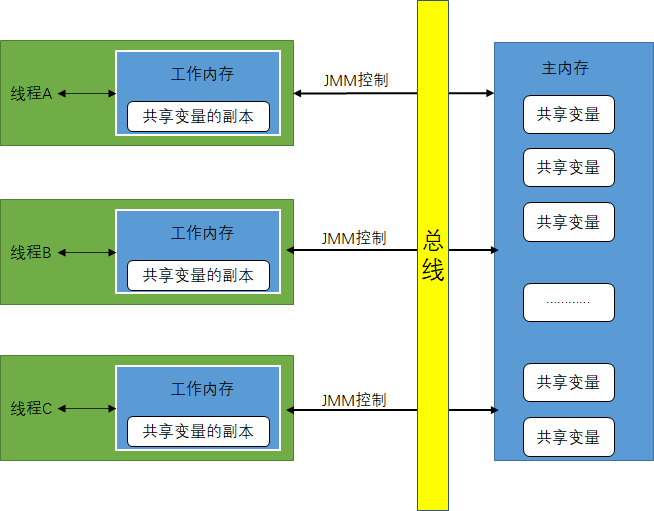 线程A
工作内存
共享变量的副本
JMM控制
线程B
工作内存
共享变量的副本
JMM控制
线程C
工作内存
共享变量的副本
JMM控制
总
线
主内存
共享变量
共享变量
共享变量
…………
共享变量
共享变量